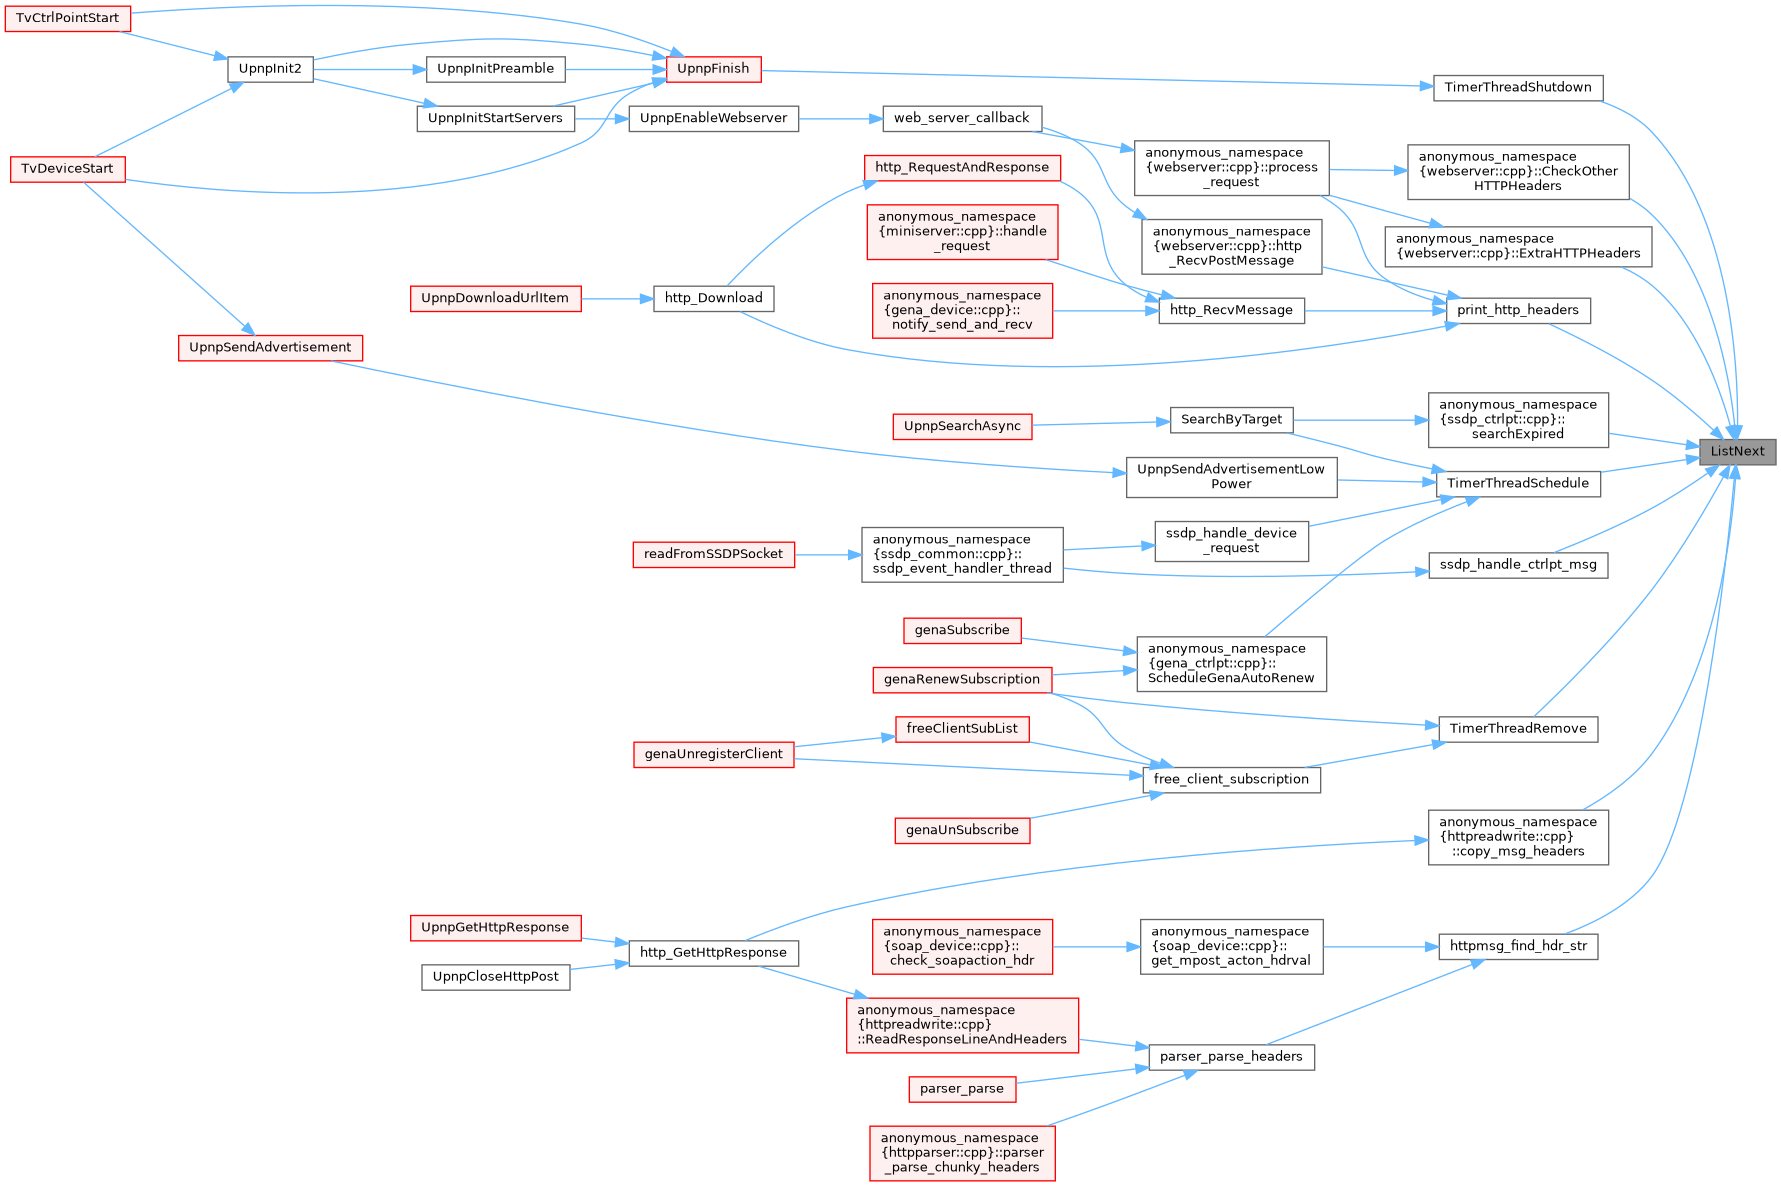 TvCtrlPointStart
UpnpInit2
UpnpInitPreamble
UpnpFinish
TimerThreadShutdown
UpnpInitStartServers
UpnpEnableWebserver
web_server_callback
TvDeviceStart
http_RequestAndResponse
anonymous_namespace
{webserver::cpp}::process
_request
anonymous_namespace
{webserver::cpp}::CheckOther
HTTPHeaders
anonymous_namespace
{miniserver::cpp}::handle
_request
anonymous_namespace
{webserver::cpp}::http
_RecvPostMessage
anonymous_namespace
{webserver::cpp}::ExtraHTTPHeaders
UpnpDownloadUrlItem
http_Download
anonymous_namespace
{gena_device::cpp}::
notify_send_and_recv
http_RecvMessage
print_http_headers
UpnpSendAdvertisement
UpnpSearchAsync
SearchByTarget
anonymous_namespace
{ssdp_ctrlpt::cpp}::
searchExpired
ListNext
UpnpSendAdvertisementLow
Power
TimerThreadSchedule
readFromSSDPSocket
anonymous_namespace
{ssdp_common::cpp}::
ssdp_event_handler_thread
ssdp_handle_device
_request
ssdp_handle_ctrlpt_msg
genaSubscribe
genaRenewSubscription
anonymous_namespace
{gena_ctrlpt::cpp}::
ScheduleGenaAutoRenew
freeClientSubList
TimerThreadRemove
genaUnregisterClient
free_client_subscription
genaUnSubscribe
anonymous_namespace
{httpreadwrite::cpp}
::copy_msg_headers
UpnpGetHttpResponse
http_GetHttpResponse
UpnpCloseHttpPost
anonymous_namespace
{soap_device::cpp}::
check_soapaction_hdr
anonymous_namespace
{soap_device::cpp}::
get_mpost_acton_hdrval
httpmsg_find_hdr_str
anonymous_namespace
{httpreadwrite::cpp}
::ReadResponseLineAndHeaders
parser_parse_headers
parser_parse
anonymous_namespace
{httpparser::cpp}::parser
_parse_chunky_headers